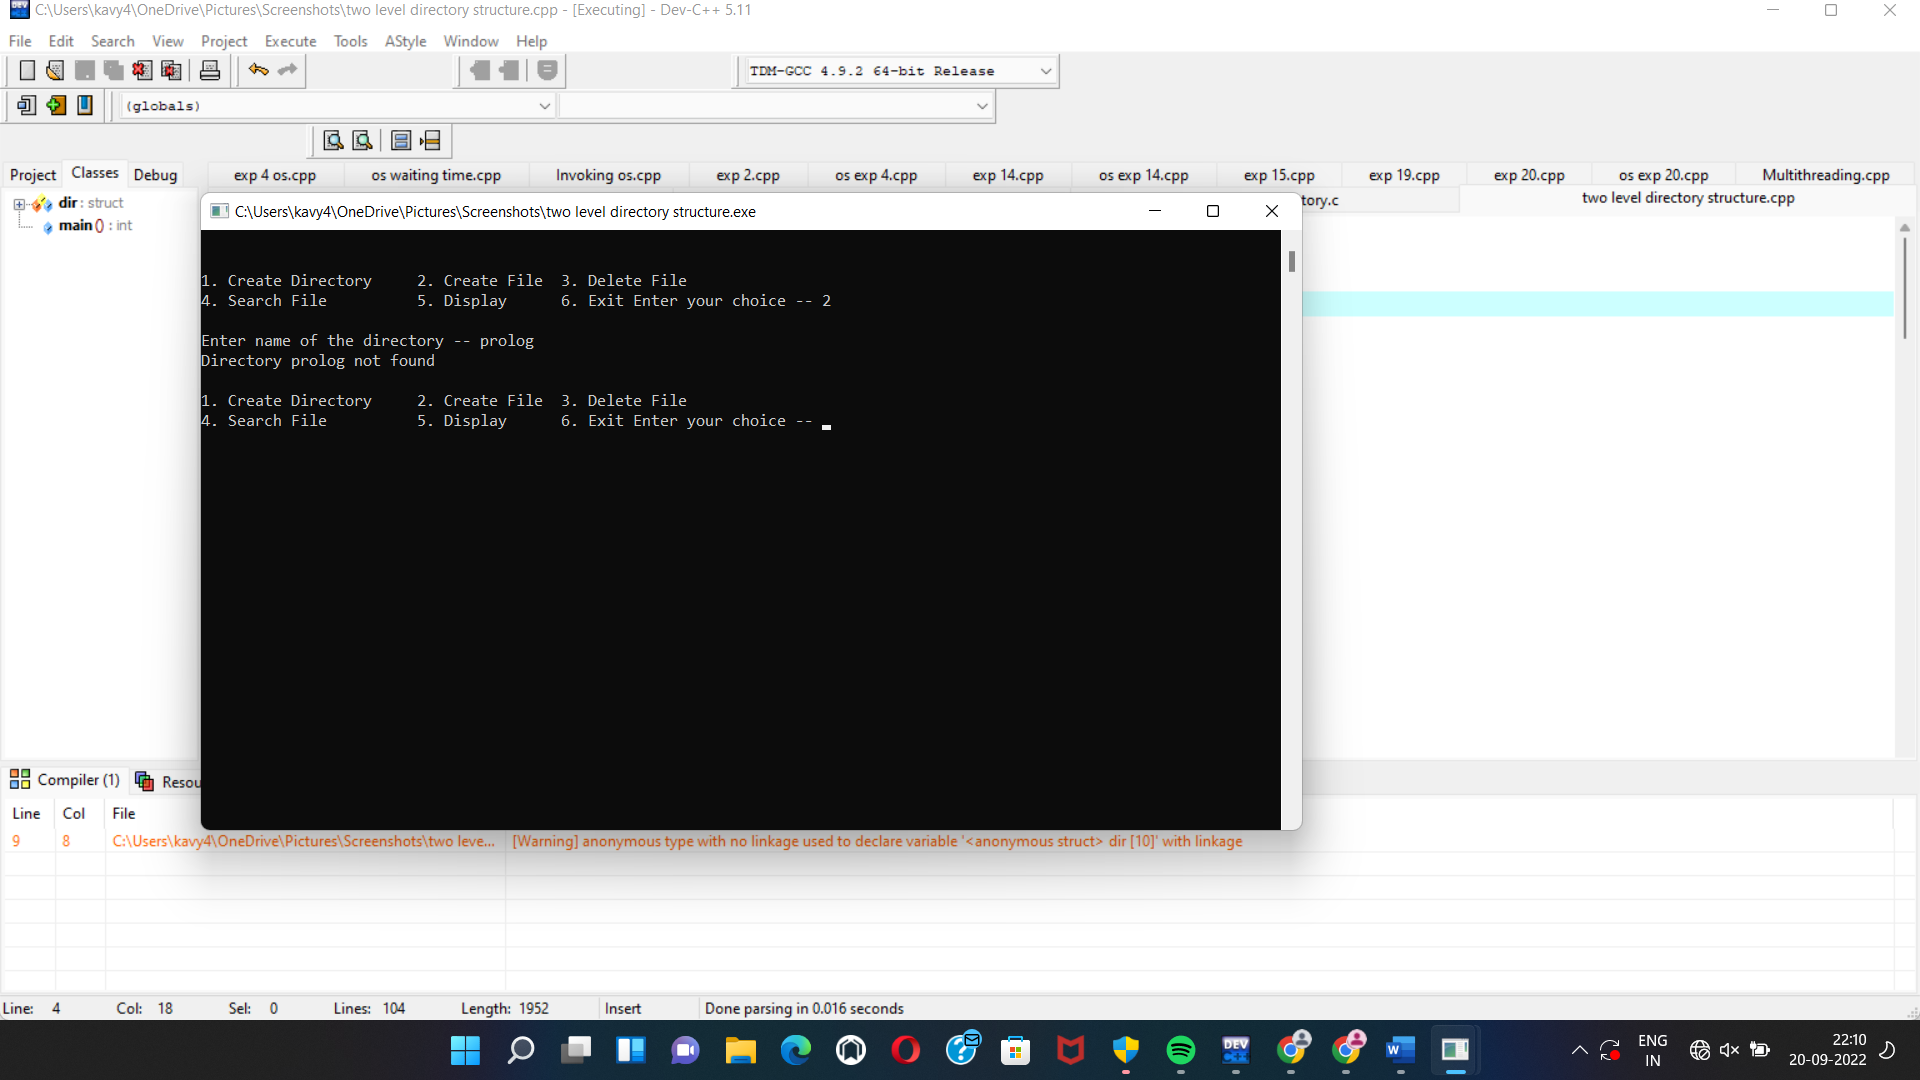 C:\Users\kavy4\OneDrive\Pictures\Screenshots\two level directory structure.cpp - [Executing] - Dev-C++ 5.11
File Edit Search View Project Execute Tools AStyle Window Help
TDM-GCC 4.9.2 64-bit Release
(globals)
Project Classes Debug
exp 4 os.cpp os waiting time.cpp Invoking os.cpp exp 2.cpp os exp 4.cpp exp 14.cpp os exp 14.cpp exp 15.cpp exp 19.cpp exp 20.cpp os exp 20.cpp Multithreading.cpp
tory.c two level directory structure.cpp
dir : struct
main () : int
C:\Users\kavy4\OneDrive\Pictures\Screenshots\two level directory structure.exe
1. Create Directory 2. Create File 3. Delete File
4. Search File 5. Display 6. Exit Enter your choice -- 2
Enter name of the directory -- prolog
Directory prolog not found
1. Create Directory 2. Create File 3. Delete File
4. Search File 5. Display 6. Exit Enter your choice --
Compiler (1) Resou
Line Col File
9 8 C:\Users\kavy4\OneDrive\Pictures\Screenshots\two leve... [Warning] anonymous type with no linkage used to declare variable '<anonymous struct> dir [10]' with linkage
Line: 4 Col: 18 Sel: 0 Lines: 104 Length: 1952 Insert Done parsing in 0.016 seconds
DEV C++
ENG
IN
22:10
20-09-2022